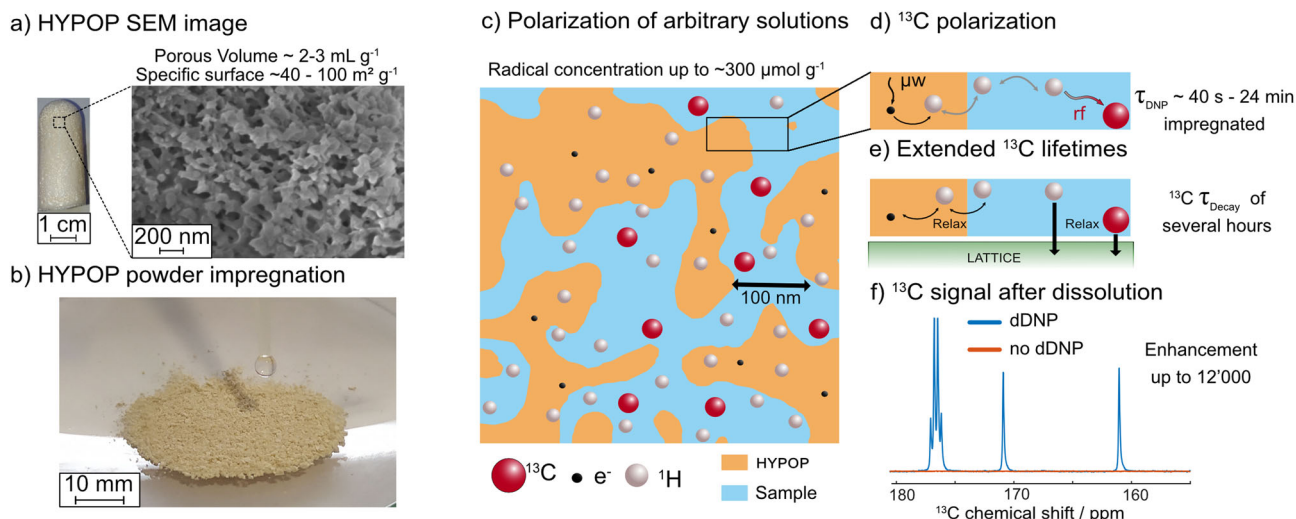 a) HYPOP SEM image
Porous Volume ~ 2-3 mL g⁻¹
Specific surface ~40 - 100 m² g⁻¹
1 cm
200 nm
b) HYPOP powder impregnation
10 mm
c) Polarization of arbitrary solutions
Radical concentration up to ~300 μmol g⁻¹
100 nm
¹³C
e⁻
¹H
HYPOP
Sample
d) ¹³C polarization
μw
rf
τDNP ~ 40 s - 24 min
impregnated
e) Extended ¹³C lifetimes
Relax
Relax
LATTICE
¹³C τDecay of
several hours
f) ¹³C signal after dissolution
dDNP
no dDNP
Enhancement
up to 12'000
180 170 160
¹³C chemical shift / ppm